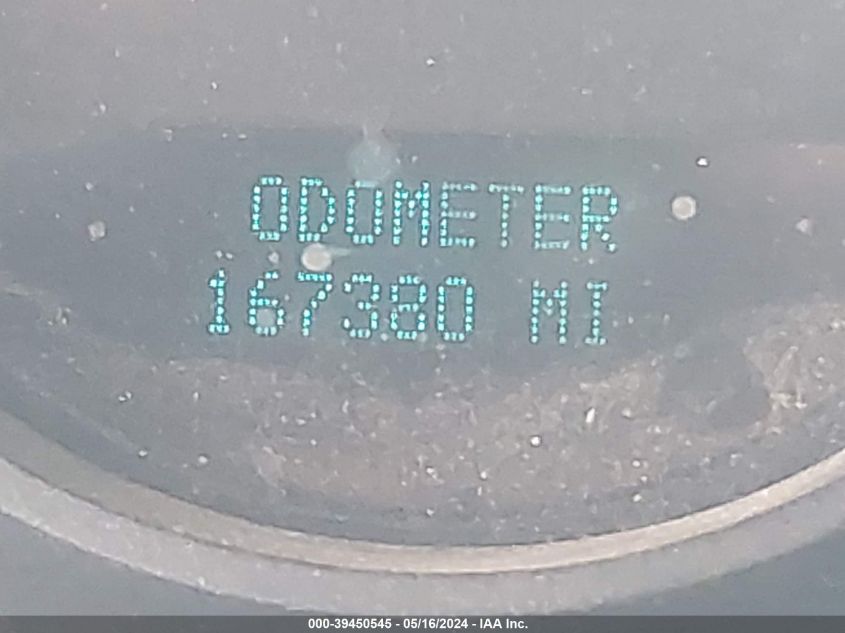 ODOMETER
167380 MI
000-39450545 - 05/16/2024 - IAA Inc.